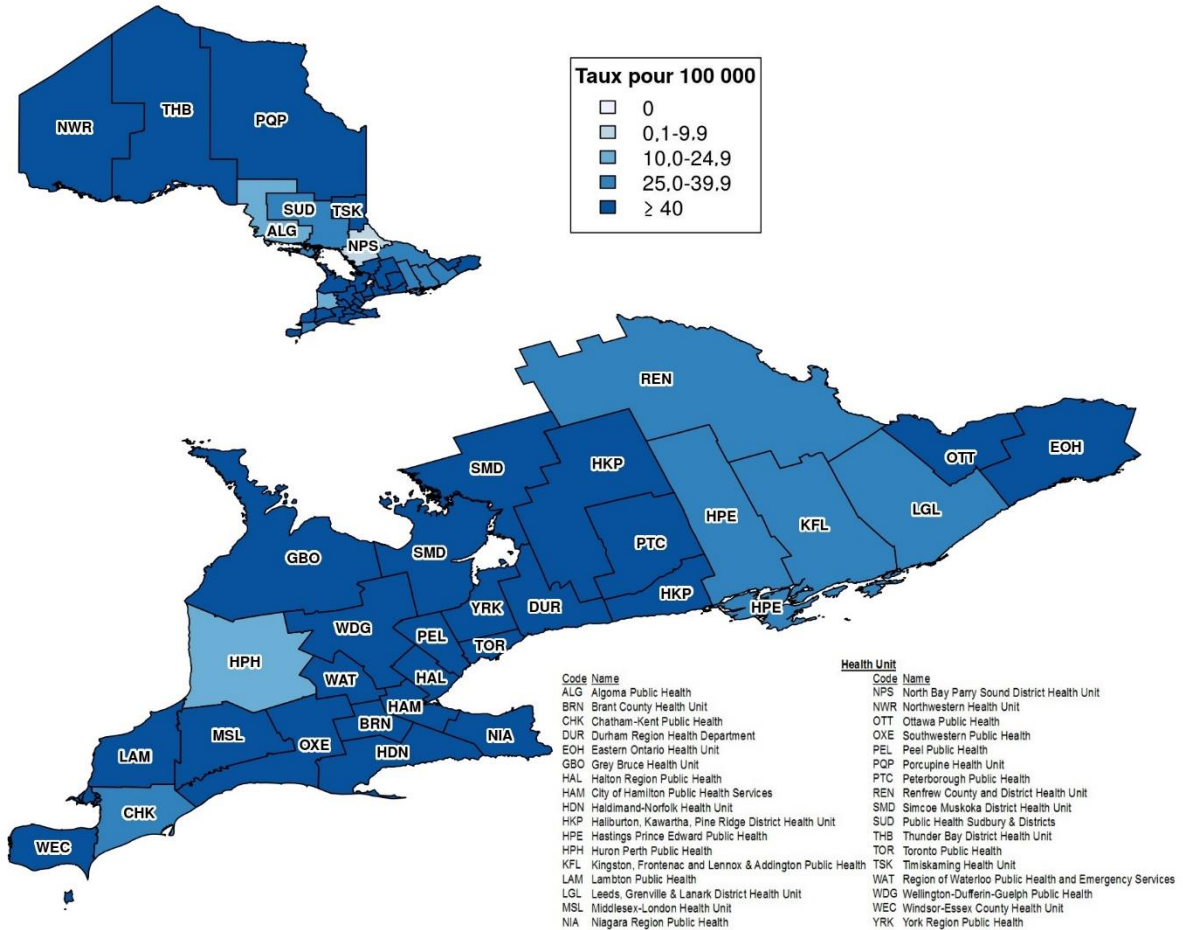 Taux pour 100 000
0
0,1-9,9
10,0-24,9
25,0-39,9
≥ 40
NWR
THB
PQP
SUD
TSK
ALG
NPS
REN
SMD
HKP
OTT
EOH
HPE
KFL
LGL
GBO
SMD
PTC
YRK
DUR
HKP
HPE
WDG
PEL
TOR
HPH
WAT
HAL
HAM
MSL
OXE
BRN
HDN
NIA
LAM
CHK
WEC
Health Unit
Code Name
ALG Algoma Public Health
BRN Brant County Health Unit
CHK Chatham-Kent Public Health
DUR Durham Region Health Department
EOH Eastern Ontario Health Unit
GBO Grey Bruce Health Unit
HAL Halton Region Public Health
HAM City of Hamilton Public Health Services
HDN Haldimand-Norfolk Health Unit
HKP Haliburton, Kawartha, Pine Ridge District Health Unit
HPE Hastings Prince Edward Public Health
HPH Huron Perth Public Health
KFL Kingston, Frontenac and Lennox & Addington Public Health
LAM Lambton Public Health
LGL Leeds, Grenville & Lanark District Health Unit
MSL Middlesex-London Health Unit
NIA Niagara Region Public Health
Code Name
NPS North Bay Parry Sound District Health Unit
NWR Northwestern Health Unit
OTT Ottawa Public Health
OXE Southwestern Public Health
PEL Peel Public Health
PQP Porcupine Health Unit
PTC Peterborough Public Health
REN Renfrew County and District Health Unit
SMD Simcoe Muskoka District Health Unit
SUD Public Health Sudbury & Districts
THB Thunder Bay District Health Unit
TOR Toronto Public Health
TSK Timiskaming Health Unit
WAT Region of Waterloo Public Health and Emergency Services
WDG Wellington-Dufferin-Guelph Public Health
WEC Windsor-Essex County Health Unit
YRK York Region Public Health